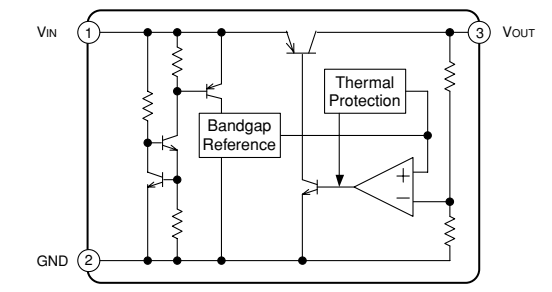 VIN 1
3 VOUT
Thermal
Protection
Bandgap
Reference
+
−
GND 2